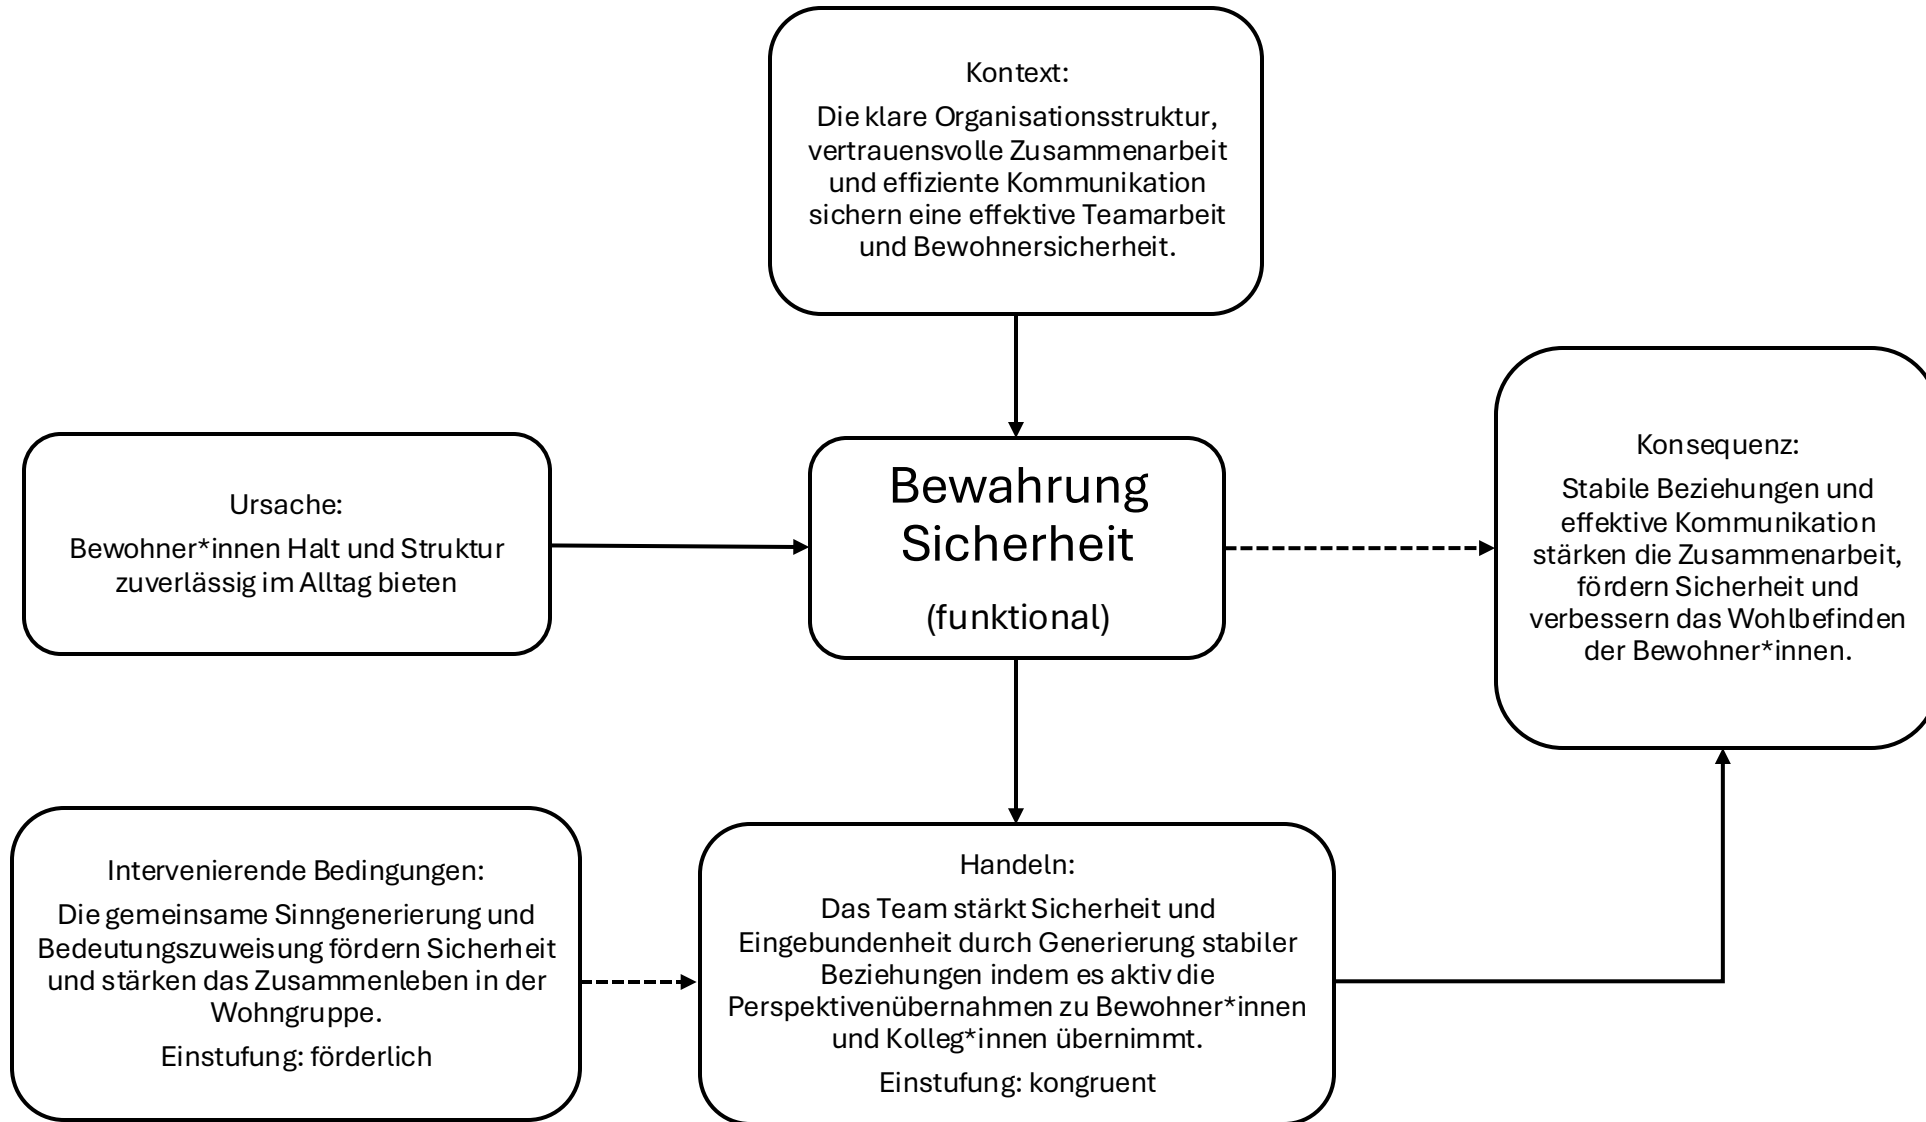 Kontext:
Die klare Organisationsstruktur,
vertrauensvolle Zusammenarbeit
und effiziente Kommunikation
sichern eine effektive Teamarbeit
und Bewohnersicherheit.
Ursache:
Bewohner*innen Halt und Struktur
zuverlässig im Alltag bieten
Bewahrung
Sicherheit
(funktional)
Konsequenz:
Stabile Beziehungen und
effektive Kommunikation
stärken die Zusammenarbeit,
fördern Sicherheit und
verbessern das Wohlbefinden
der Bewohner*innen.
Intervenierende Bedingungen:
Die gemeinsame Sinngenerierung und
Bedeutungszuweisung fördern Sicherheit
und stärken das Zusammenleben in der
Wohngruppe.
Einstufung: förderlich
Handeln:
Das Team stärkt Sicherheit und
Eingebundenheit durch Generierung stabiler
Beziehungen indem es aktiv die
Perspektivenübernahmen zu Bewohner*innen
und Kolleg*innen übernimmt.
Einstufung: kongruent